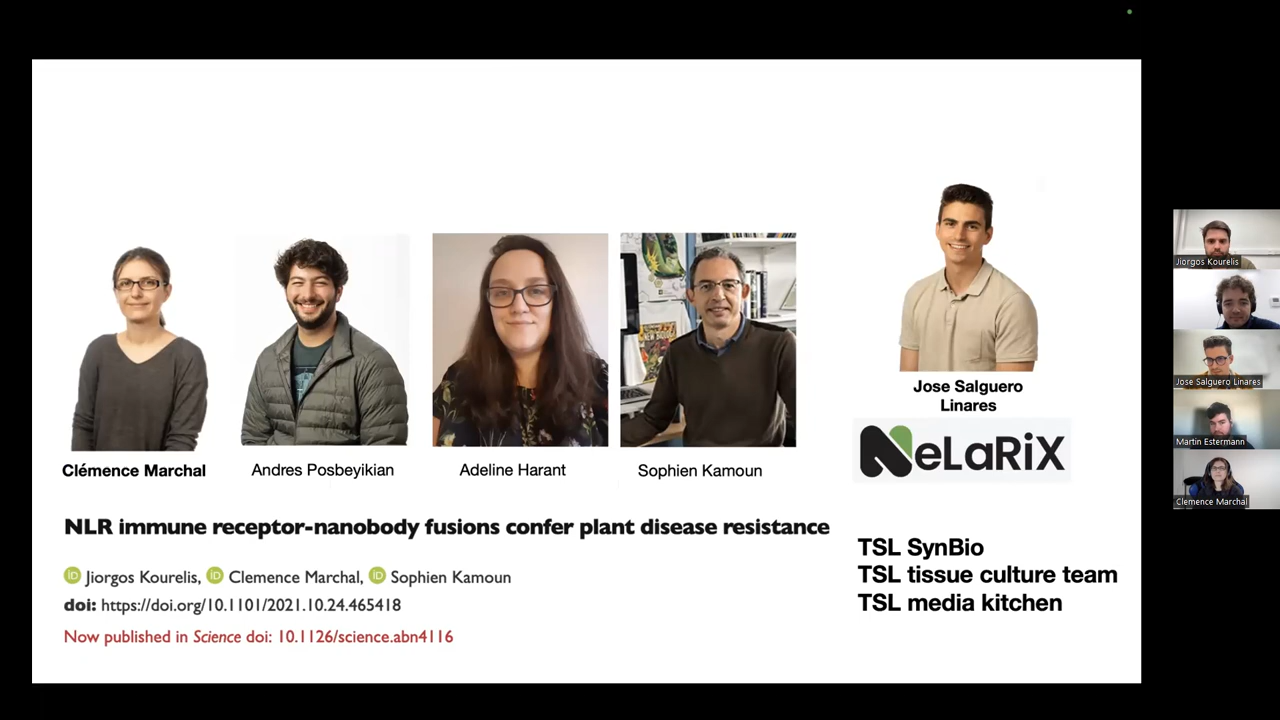 Jose Salguero
Linares
NeLaRiX
Clémence Marchal
Andres Posbeyikian
Adeline Harant
Sophien Kamoun
NLR immune receptor-nanobody fusions confer plant disease resistance
iD Jiorgos Kourelis, iD Clemence Marchal, iD Sophien Kamoun
doi: https://doi.org/10.1101/2021.10.24.465418
Now published in Science doi: 10.1126/science.abn4116
TSL SynBio
TSL tissue culture team
TSL media kitchen
Jiorgos Kourelis
Jose Salguero Linares
Martin Estermann
Clemence Marchal